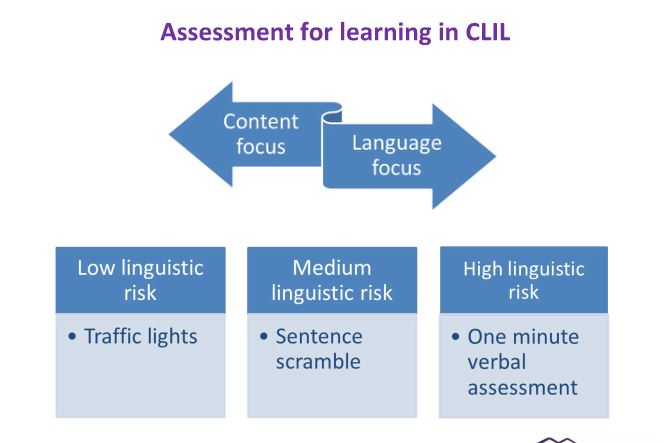 Assessment for learning in CLIL
Content
focus
Language
focus
Low linguistic
risk
• Traffic lights
Medium
linguistic risk
• Sentence
scramble
High linguistic
risk
• One minute
verbal
assessment